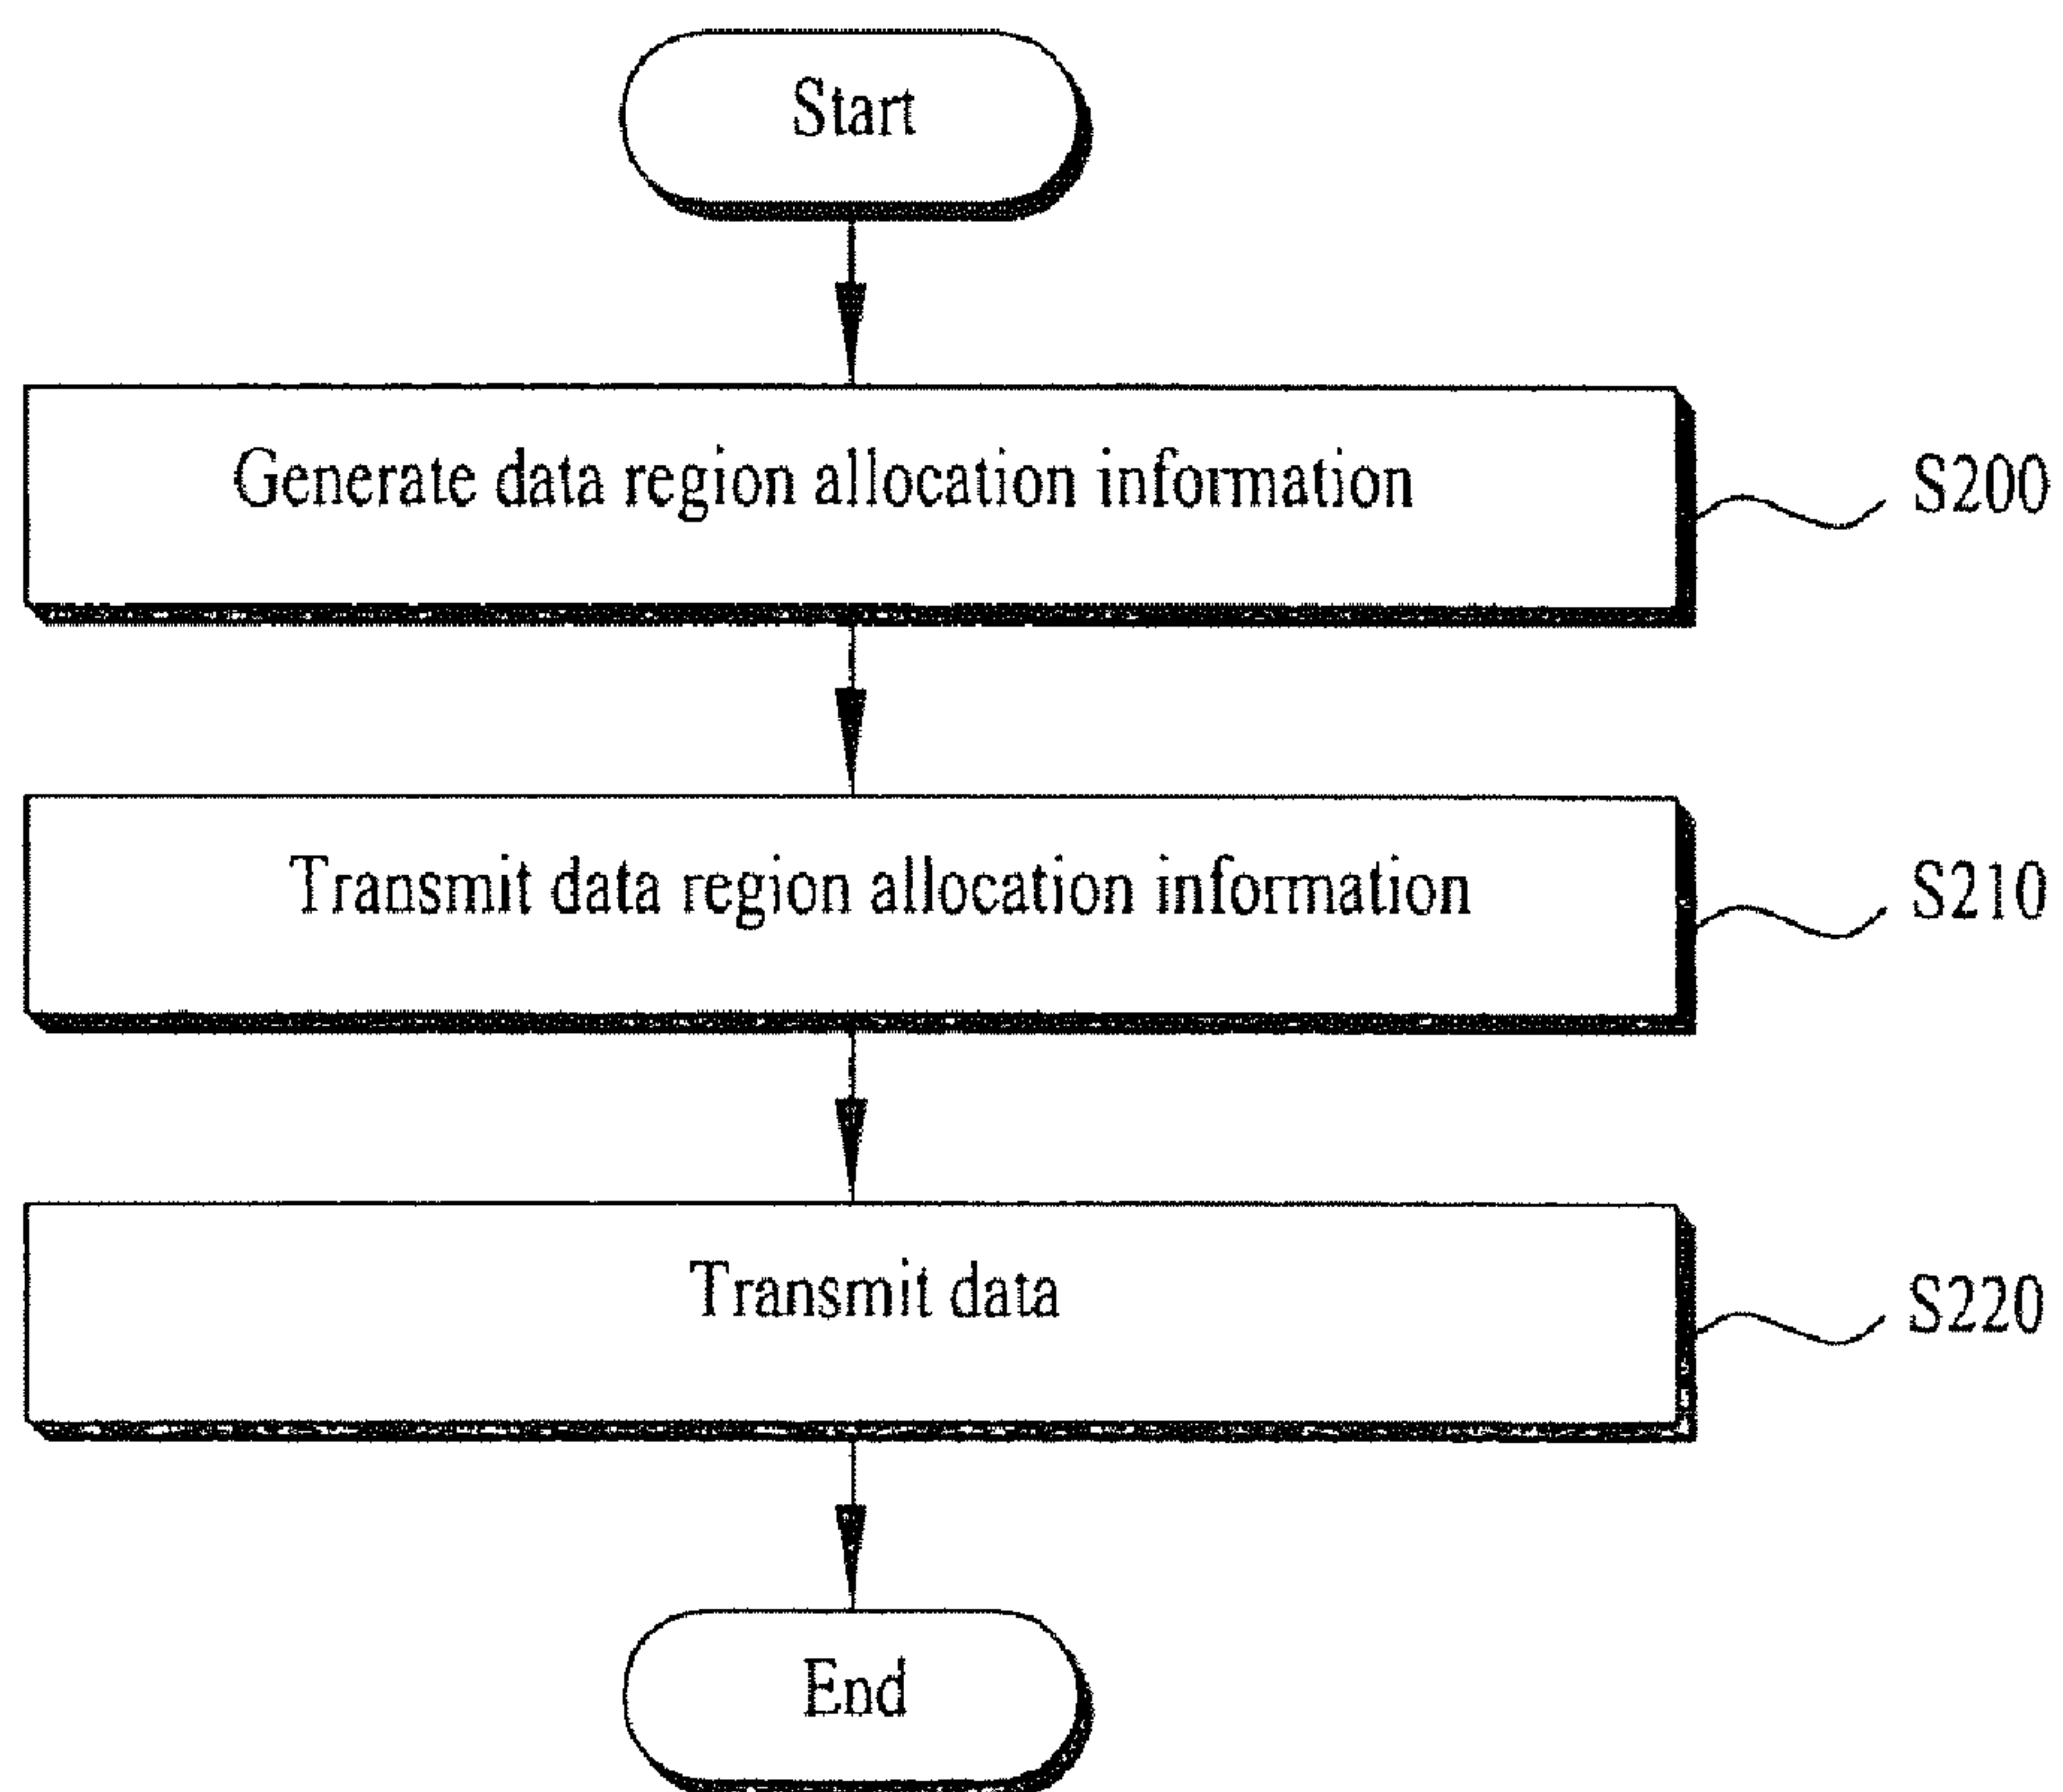 Start
Generate data region allocation information
S200
Transmit data region allocation information
S210
Transmit data
S220
End